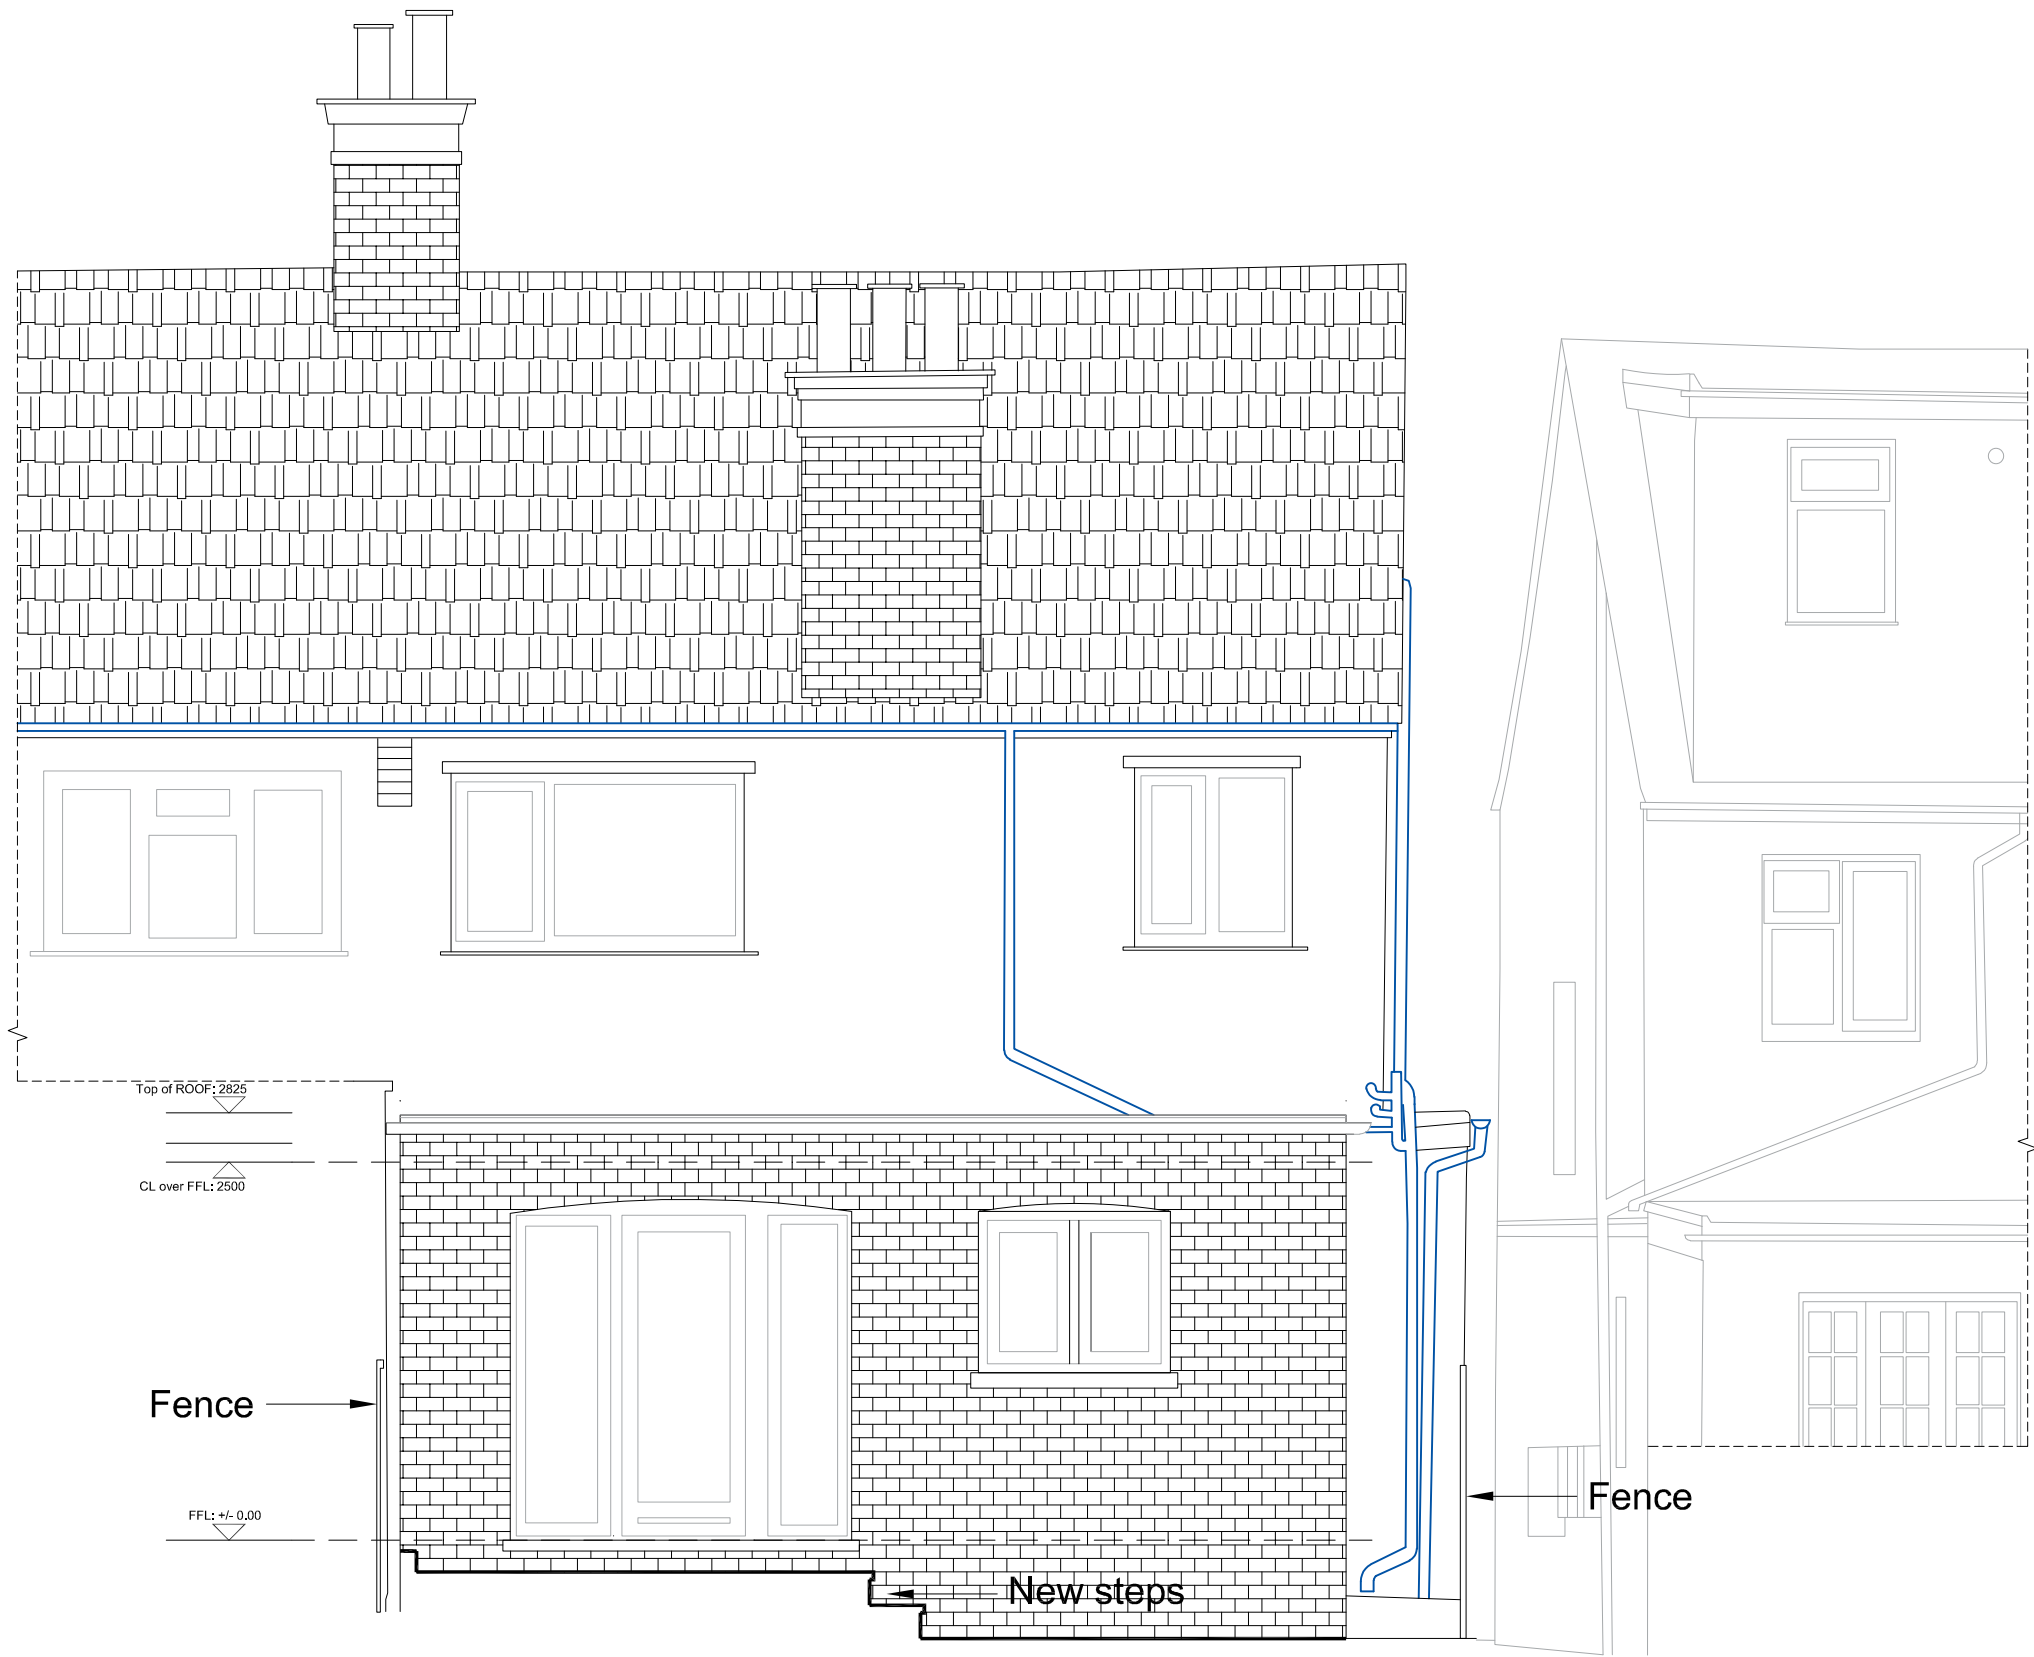 Top of ROOF: 2825
CL over FFL: 2500
Fence
Fence
FFL: +/- 0.00
New steps